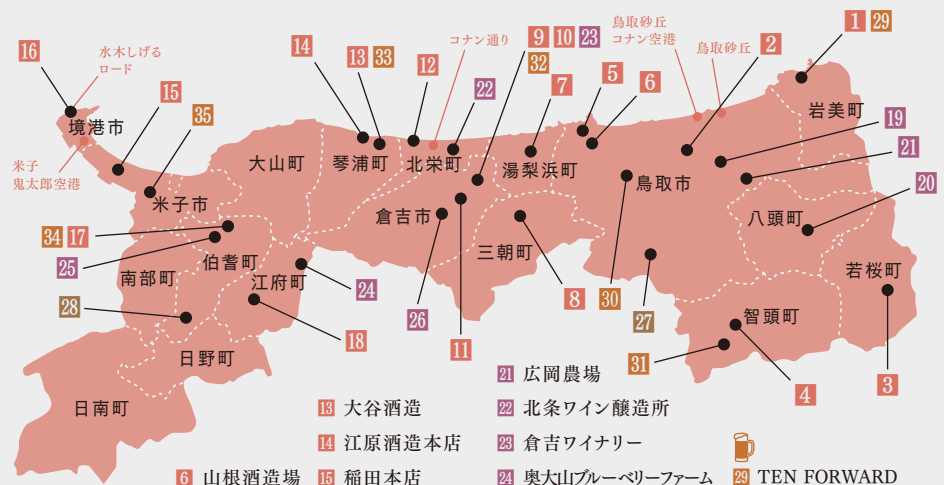 鳥取砂丘
コナン空港
鳥取砂丘
1 29
2
コナン通り
9 10 23
32
16
水木しげる
ロード
14
13 33
12
22
7
5
6
15
35
境港市
米子
鬼太郎空港
岩美町
19
21
20
大山町
琴浦町
北栄町
湯梨浜町
鳥取市
米子市
倉吉市
八頭町
34 17
25
伯耆町
南部町
江府町
三朝町
若桜町
24
26
8
30
27
28
18
11
智頭町
31
日野町
日南町
4
3
13 大谷酒造
14 江原酒造本店
6 山根酒造場
15 稲田本店
21 広岡農場
22 北条ワイン醸造所
23 倉吉ワイナリー
24 奥大山ブルーベリーファーム
29 TEN FORWARD